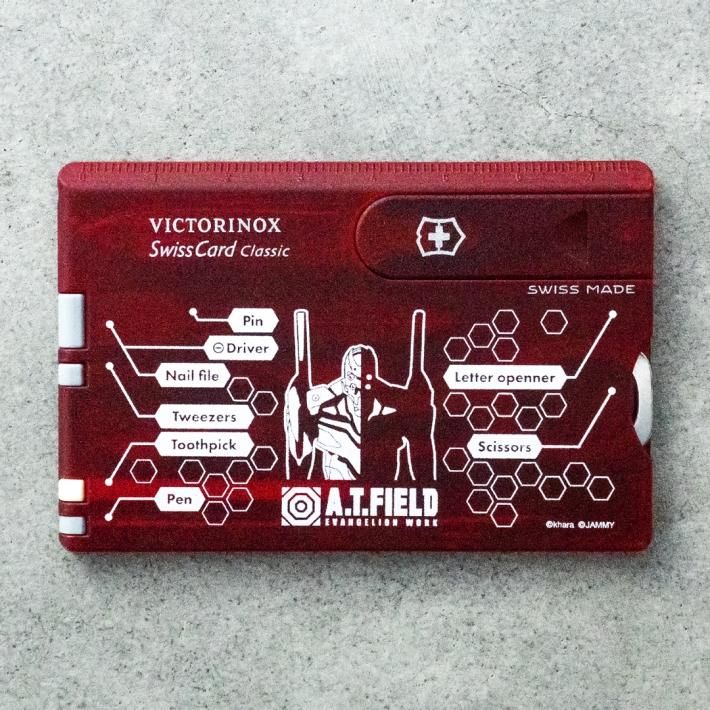 VICTORINOX
SwissCard Classic
SWISS MADE
Pin
Driver
Nail file
Tweezers
Toothpick
Pen
Letter openner
Scissors
A.T.FIELD
EVANGELION WORK
©khara ©JAMMY